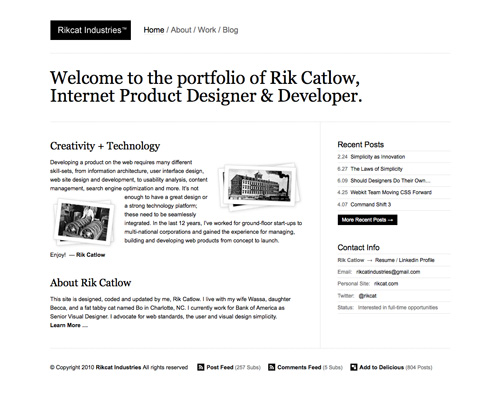 Rikcat Industries™
Home / About / Work / Blog
Welcome to the portfolio of Rik Catlow,
Internet Product Designer & Developer.
Creativity + Technology
Developing a product on the web requires many different
skill-sets, from information architecture, user interface design,
web site design and development, to usability analysis, content
management, search engine optimization and more. It's not
enough to have a great design or
a strong technology platform;
these need to be seamlessly
integrated. In the last 12 years, I've worked for ground-floor start-ups to
multi-national corporations and gained the experience for managing,
building and developing web products from concept to launch.
Enjoy! — Rik Catlow
About Rik Catlow
This site is designed, coded and updated by me, Rik Catlow. I live with my wife Wassa, daughter
Becca, and a fat tabby cat named Bo in Charlotte, NC. I currently work for Bank of America as
Senior Visual Designer. I advocate for web standards, the user and visual design simplicity.
Learn More ...
Recent Posts
2.24 Simplicity as Innovation
6.27 The Laws of Simplicity
6.09 Should Designers Do Their Own…
4.25 Webkit Team Moving CSS Forward
4.07 Command Shift 3
More Recent Posts →
Contact Info
Rik Catlow → Resume / Linkedin Profile
Email: rikcatindustries@gmail.com
Personal Site: rikcat.com
Twitter: @rikcat
Status: Interested in full-time opportunities
© Copyright 2010 Rikcat Industries All rights reserved
Post Feed (257 Subs)
Comments Feed (5 Subs)
Add to Delicious (804 Posts)